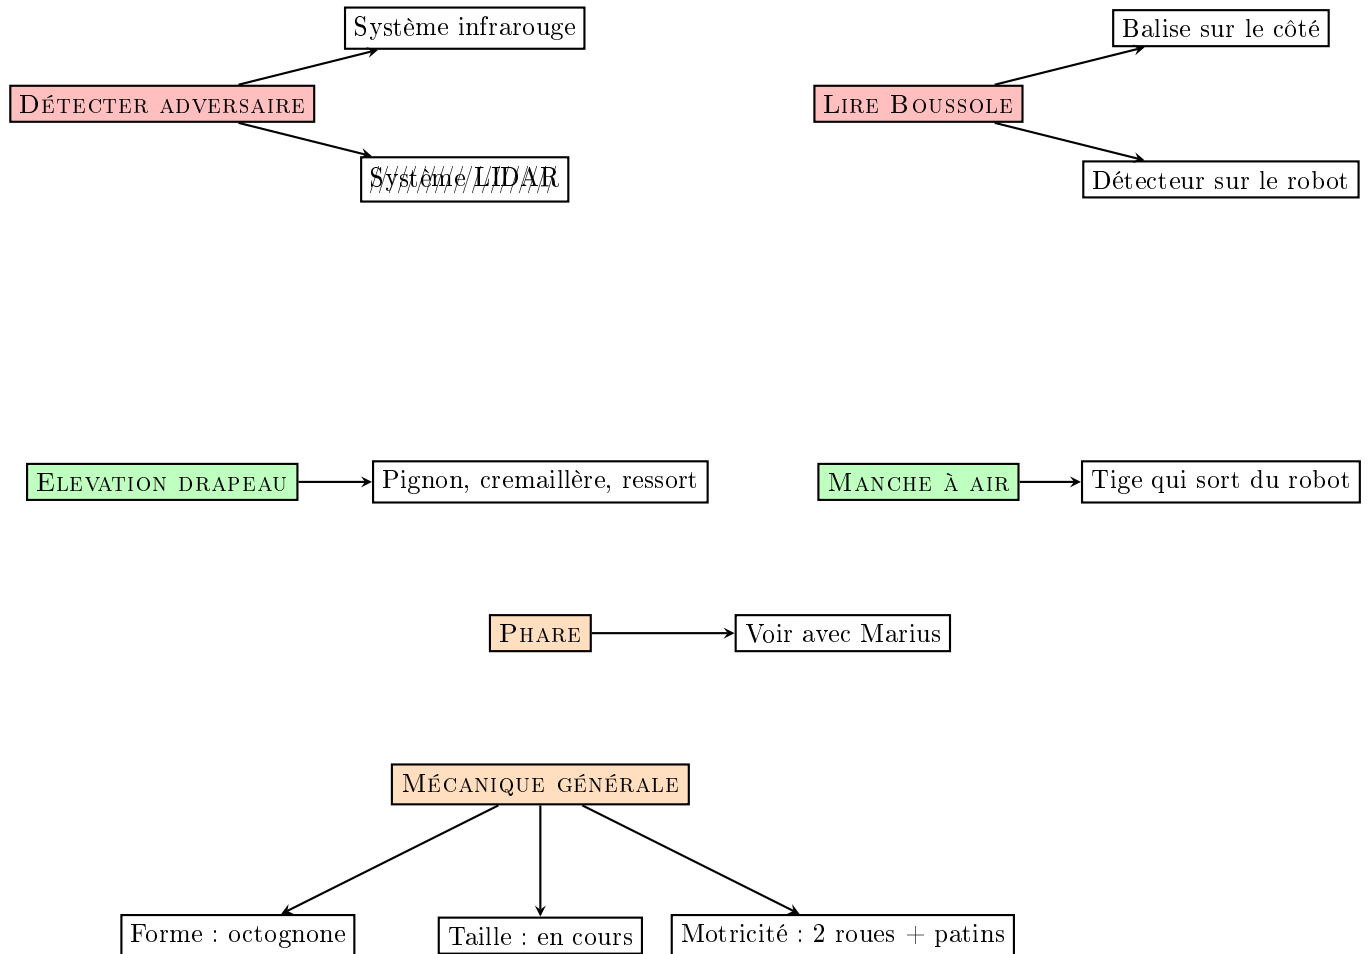 Système infrarouge
Balise sur le côté
Détecter adversaire
Lire Boussole
Système LIDAR
Détecteur sur le robot
Elevation drapeau
Pignon, cremaillère, ressort
Manche à air
Tige qui sort du robot
Phare
Voir avec Marius
Mécanique générale
Forme : octognone
Taille : en cours
Motricité : 2 roues + patins